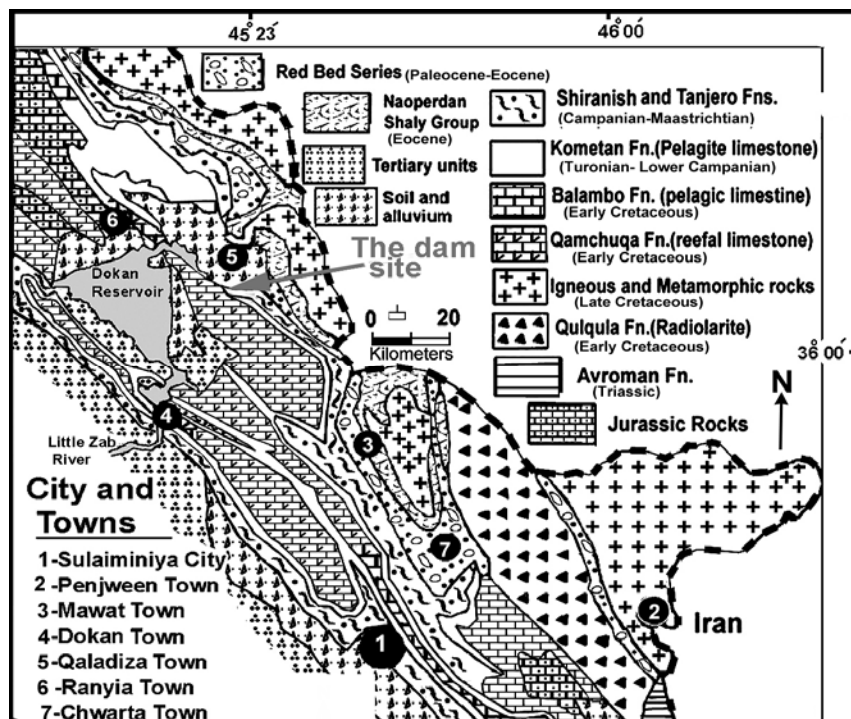 45°23'
46°00'
Red Bed Series (Paleocene-Eocene)
Naoperdan
Shaly Group
(Eocene)
Tertiary units
Soil and
alluvium
Shiranish and Tanjero Fns.
(Campanian-Maastrichtian)
Kometan Fn.(Pelagite limestone)
(Turonian- Lower Campanian)
Balambo Fn. (pelagic limestine)
(Early Cretaceous)
Qamchuqa Fn.(reefal limestone)
(Early Cretaceous)
Igneous and Metamorphic rocks
(Late Cretaceous)
Qulqula Fn.(Radiolarite)
(Early Cretaceous)
Avroman Fn.
(Triassic)
Jurassic Rocks
The dam
site
0 20
Kilometers
36°00'
N
6
5
Dokan
Reservoir
4
3
7
2
1
Little Zab
River
Iran
City and
Towns
1-Sulaiminiya City
2-Penjween Town
3-Mawat Town
4-Dokan Town
5-Qaladiza Town
6-Ranyia Town
7-Chwarta Town